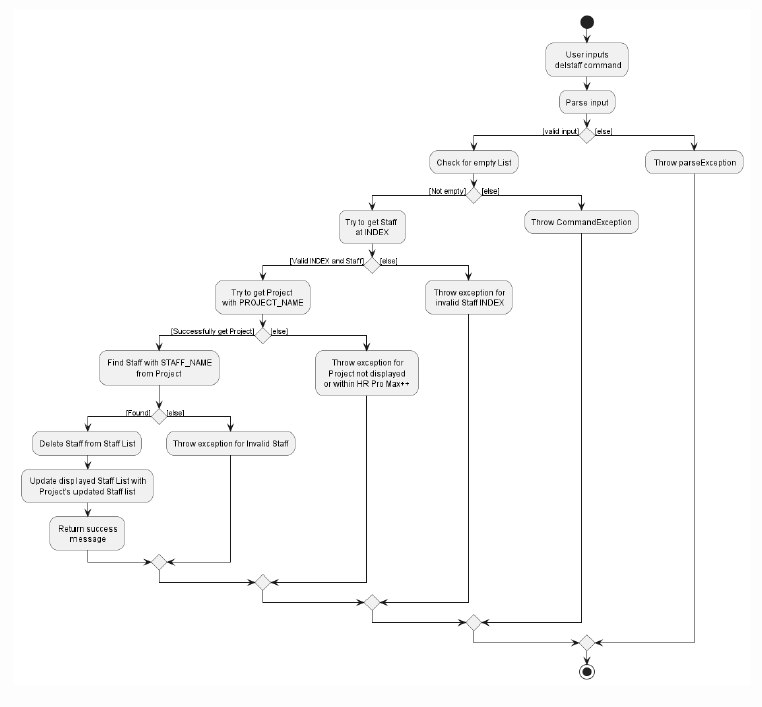 User inputs
delstaff command
Parse input
[valid input]
[else]
Check for empty List
Throw parseException
[Not empty]
[else]
Try to get Staff
at INDEX
Throw CommandException
[Valid INDEX and Staff]
[else]
Try to get Project
with PROJECT_NAME
Throw exception for
invalid Staff INDEX
[Successfully get Project]
[else]
Find Staff with STAFF_NAME
from Project
Throw exception for
Project not displayed
or within HR Pro Max++
[Found]
[else]
Delete Staff from Staff List
Throw exception for Invalid Staff
Update displayed Staff List with
Project's updated Staff list
Return success
message